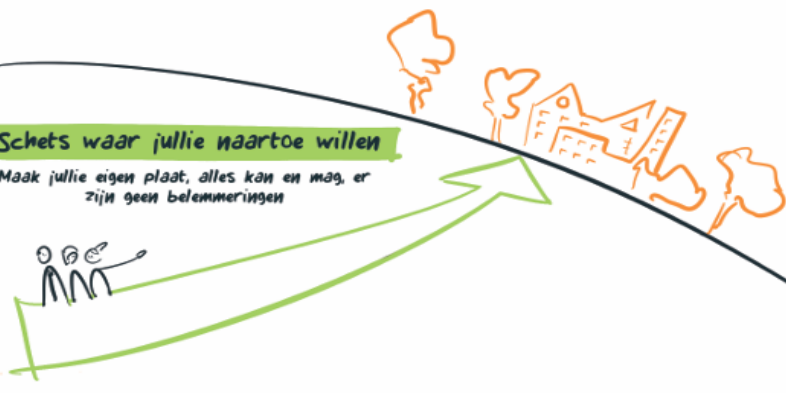 Schets waar jullie naartoe willen
Maak jullie eigen plaat, alles kan en mag, er
zijn geen belemmeringen